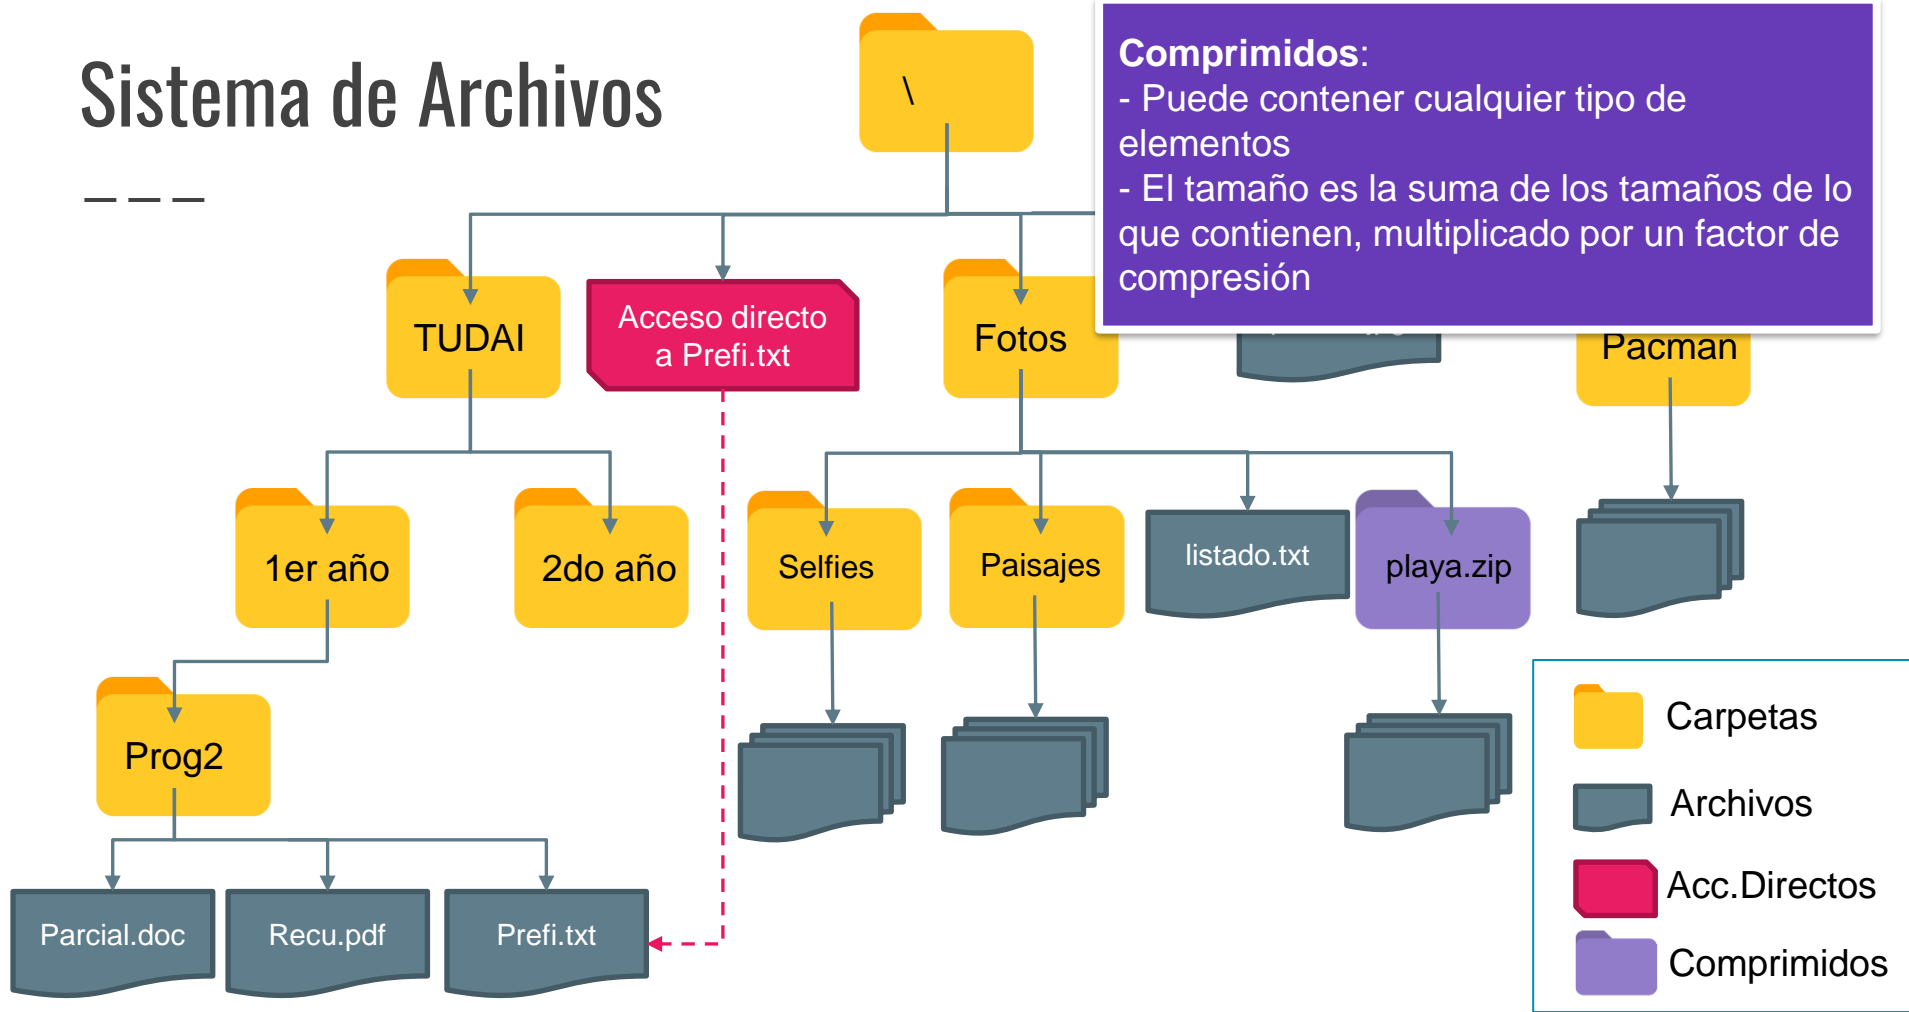 Sistema de Archivos
\
Comprimidos:
- Puede contener cualquier tipo de
elementos
- El tamaño es la suma de los tamaños de lo
que contienen, multiplicado por un factor de
compresión
TUDAI
Acceso directo
a Prefi.txt
Fotos
Pacman
1er año
2do año
Selfies
Paisajes
listado.txt
playa.zip
Prog2
Parcial.doc
Recu.pdf
Prefi.txt
Carpetas
Archivos
Acc.Directos
Comprimidos